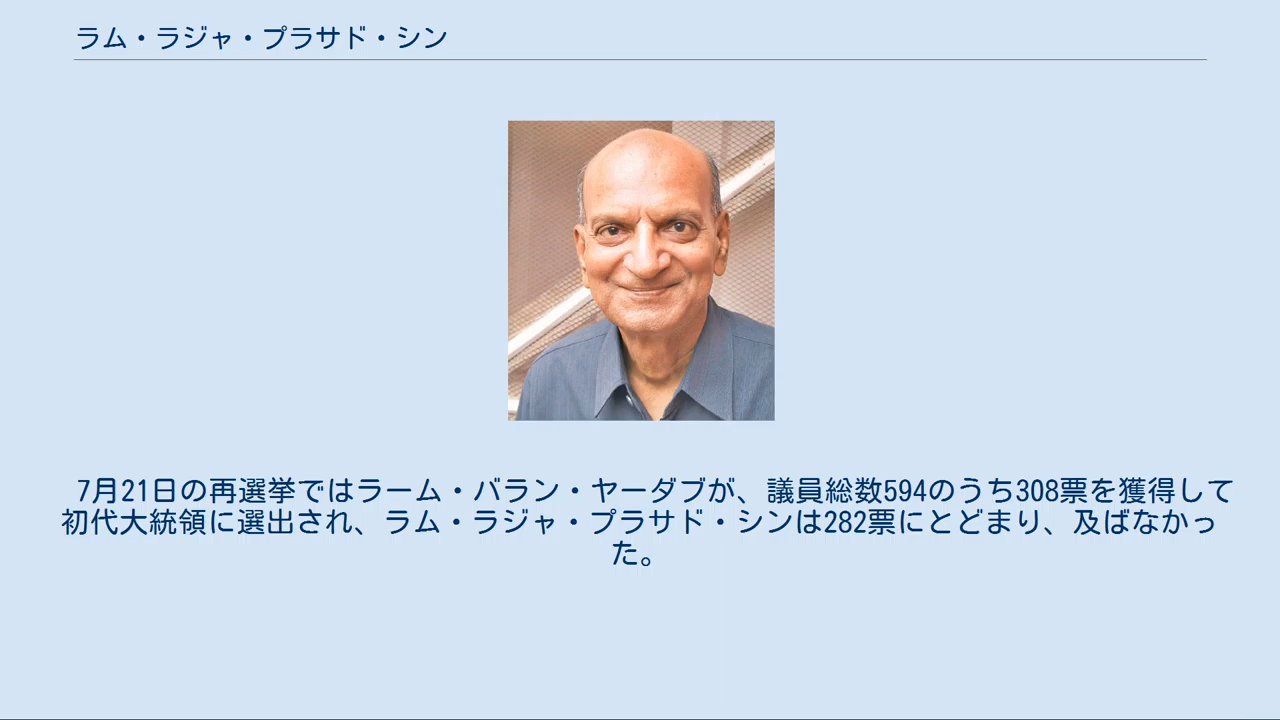 ラム・ラジャ・プラサド・シン
7月21日の再選挙ではラーム・バラン・ヤーダブが、議員総数594のうち308票を獲得して
初代大統領に選出され、ラム・ラジャ・プラサド・シンは282票にとどまり、及ばなかっ
た。